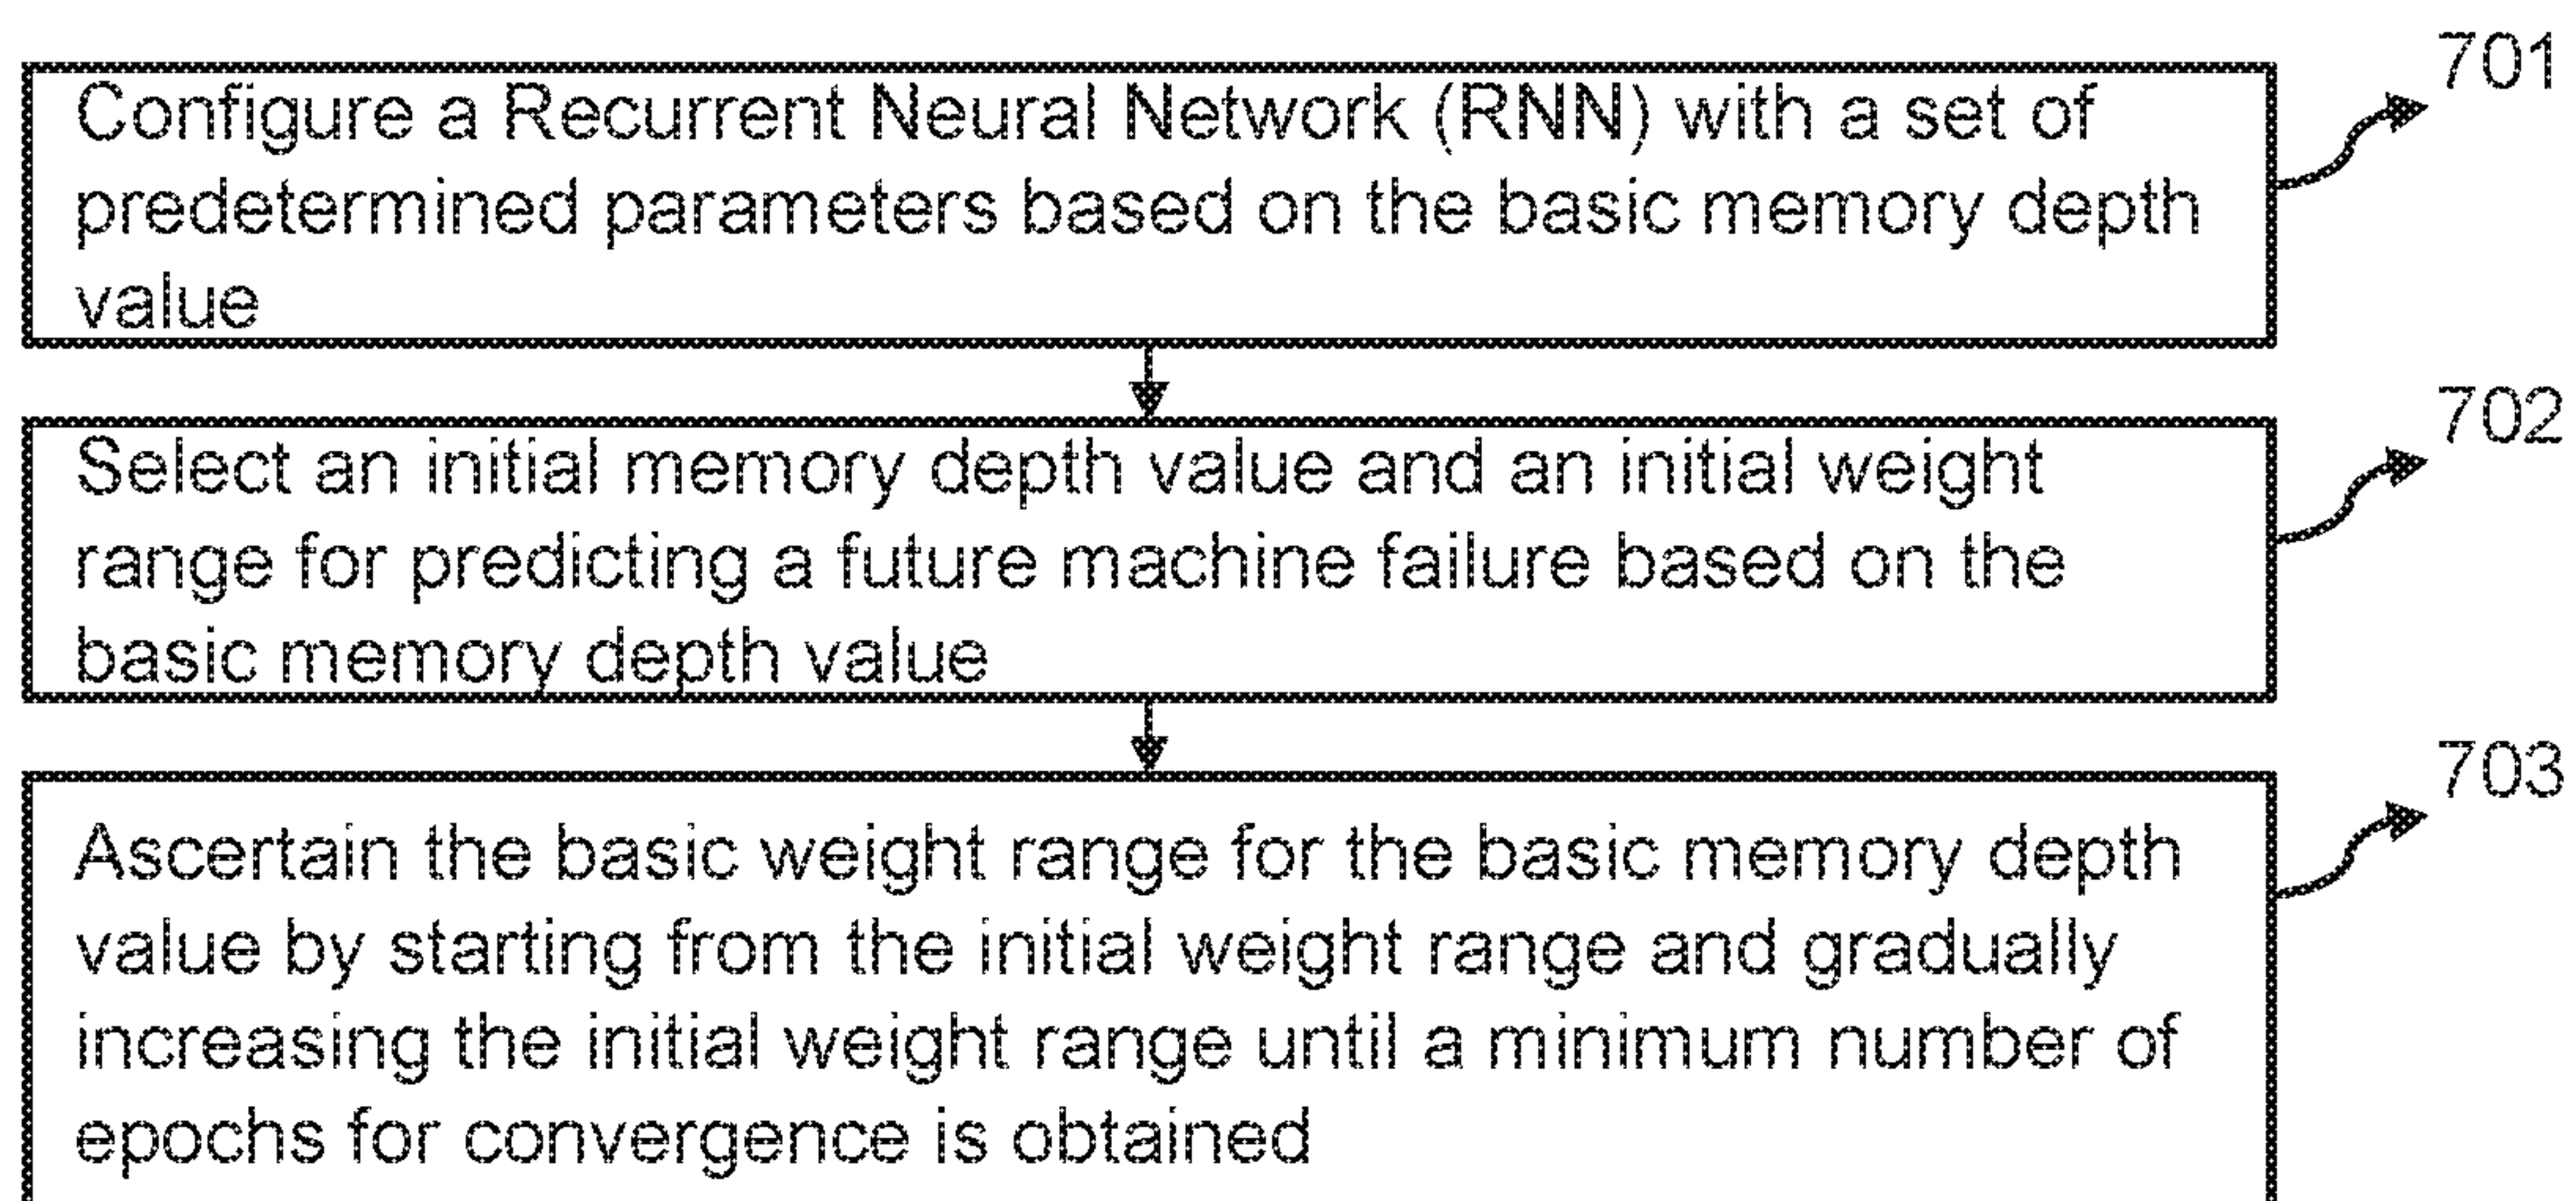 701
Configure a Recurrent Neural Network (RNN) with a set of
predetermined parameters based on the basic memory depth
value
702
Select an initial memory depth value and an initial weight
range for predicting a future machine failure based on the
basic memory depth value
703
Ascertain the basic weight range for the basic memory depth
value by starting from the initial weight range and gradually
increasing the initial weight range until a minimum number of
epochs for convergence is obtained